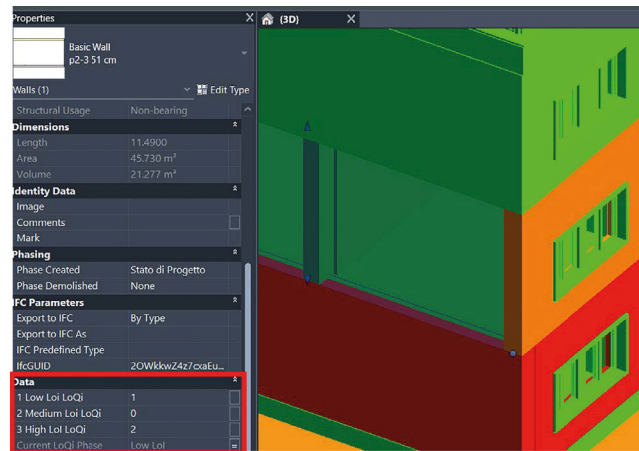 Properties X (3D) X
Basic Wall
p2-3 51 cm
Walls (1) Edit Type
Structural Usage Non-bearing
Dimensions
Length 11.4900
Area 45.730 m²
Volume 21.277 m³
Identity Data
Image
Comments
Mark
Phasing
Phase Created Stato di Progetto
Phase Demolished None
IFC Parameters
Export to IFC By Type
Export to IFC As
IFC Predefined Type
IfcGUID 2OWkkwZ4z7cxaEu...
Data
1 Low Loi LoQi 1
2 Medium Loi LoQi 0
3 High LoI LoQi 2
Current LoQi Phase Low LoI